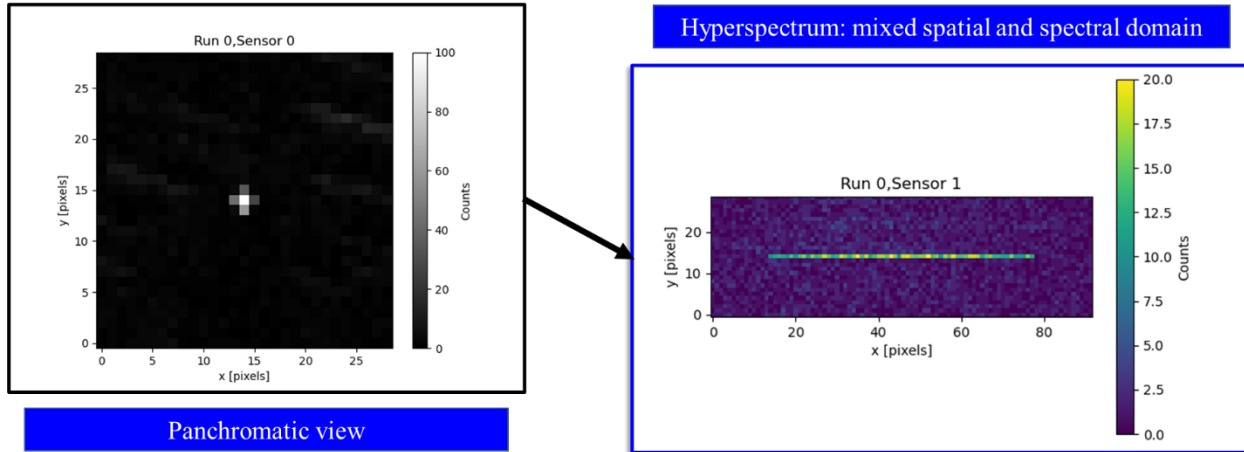 Run 0,Sensor 0
100
80
60
40
20
0
Counts
25
20
15
10
5
0
y [pixels]
0 5 10 15 20 25
x [pixels]
Panchromatic view
Hyperspectrum: mixed spatial and spectral domain
Run 0,Sensor 1
20
10
0
y [pixels]
0 20 40 60 80
x [pixels]
20.0
17.5
15.0
12.5
10.0
7.5
5.0
2.5
0.0
Counts